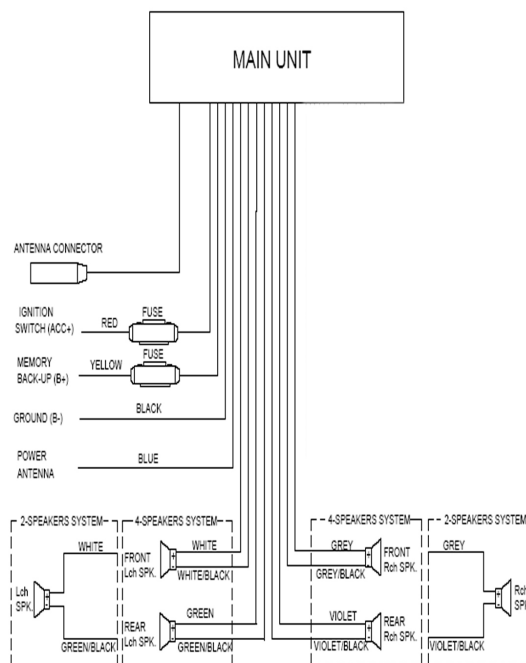 MAIN UNIT
ANTENNA CONNECTOR
IGNITION
SWITCH (ACC+)
RED
FUSE
MEMORY
BACK-UP (B+)
YELLOW
FUSE
GROUND (B-)
BLACK
POWER
ANTENNA
BLUE
2-SPEAKERS SYSTEM
WHITE
Lch
SPK.
GREEN/BLACK
4-SPEAKERS SYSTEM
FRONT
Lch SPK.
WHITE
WHITE/BLACK
REAR
Lch SPK.
GREEN
GREEN/BLACK
4-SPEAKERS SYSTEM
GREY
GREY/BLACK
FRONT
Rch SPK.
VIOLET
VIOLET/BLACK
REAR
Rch SPK.
2-SPEAKERS SYSTEM
GREY
Rch
VIOLET/BLACK